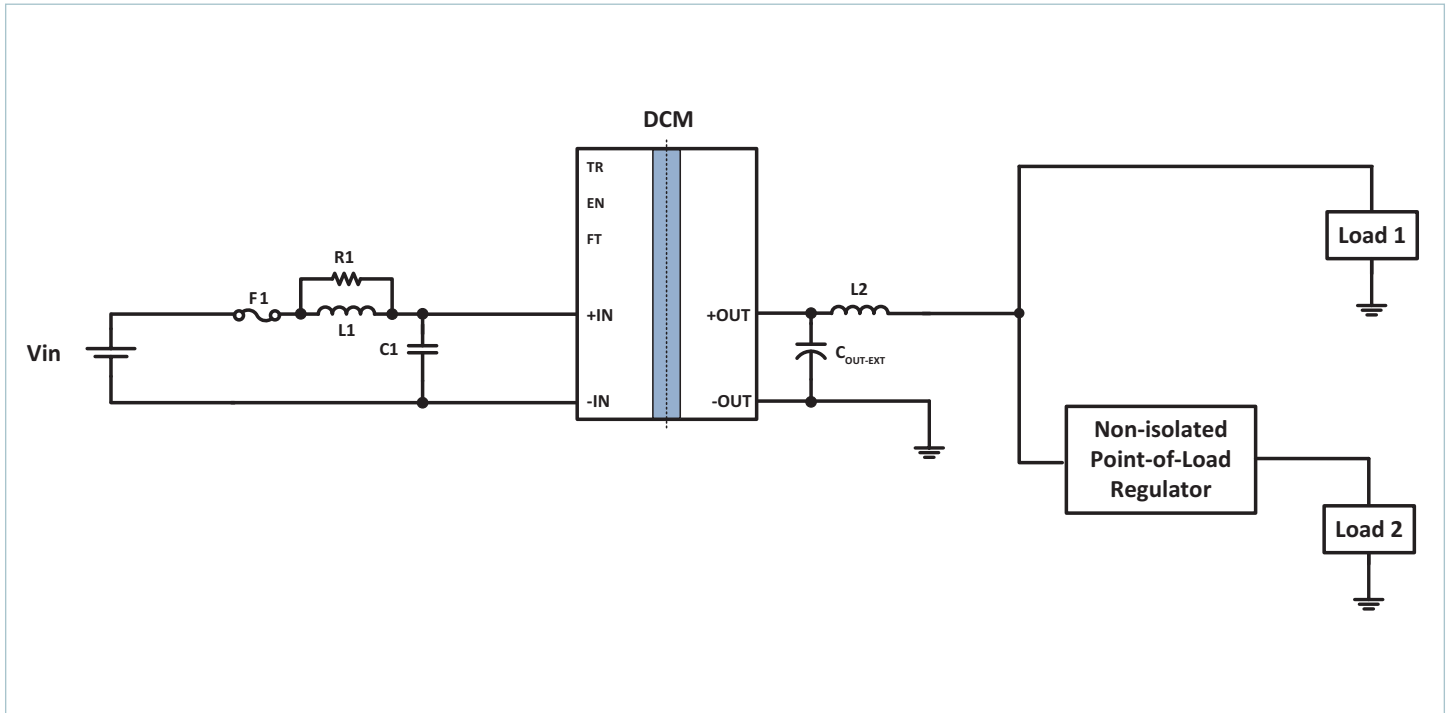 DCM
TR
EN
FT
R1
F1
L1
C1
Vin
+IN
-IN
+OUT
-OUT
L2
COUT-EXT
Load 1
Non-isolated
Point-of-Load
Regulator
Load 2